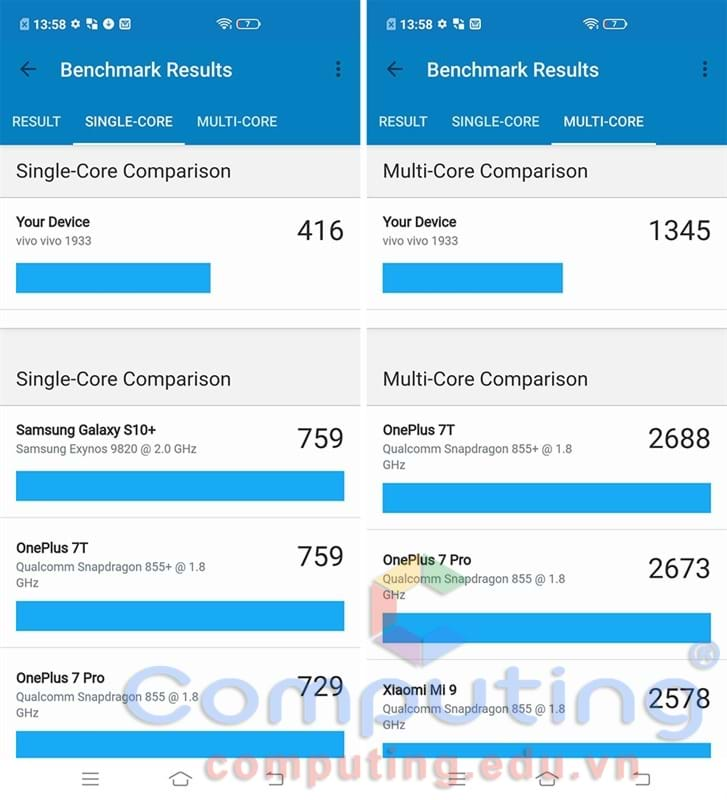 13:58
7
Benchmark Results
RESULT SINGLE-CORE MULTI-CORE
Single-Core Comparison
Your Device
416
vivo vivo 1933
Single-Core Comparison
Samsung Galaxy S10+
759
Samsung Exynos 9820 @ 2.0 GHz
OnePlus 7T
759
Qualcomm Snapdragon 855+ @ 1.8
GHz
OnePlus 7 Pro
729
Qualcomm Snapdragon 855 @ 1.8
GHz
13:58
7
Benchmark Results
RESULT SINGLE-CORE MULTI-CORE
Multi-Core Comparison
Your Device
1345
vivo vivo 1933
Multi-Core Comparison
OnePlus 7T
2688
Qualcomm Snapdragon 855+ @ 1.8
GHz
OnePlus 7 Pro
2673
Qualcomm Snapdragon 855 @ 1.8
GHz
Xiaomi Mi 9
2578
Qualcomm Snapdragon 855 @ 1.8
GHz
Computing
computing.edu.vn